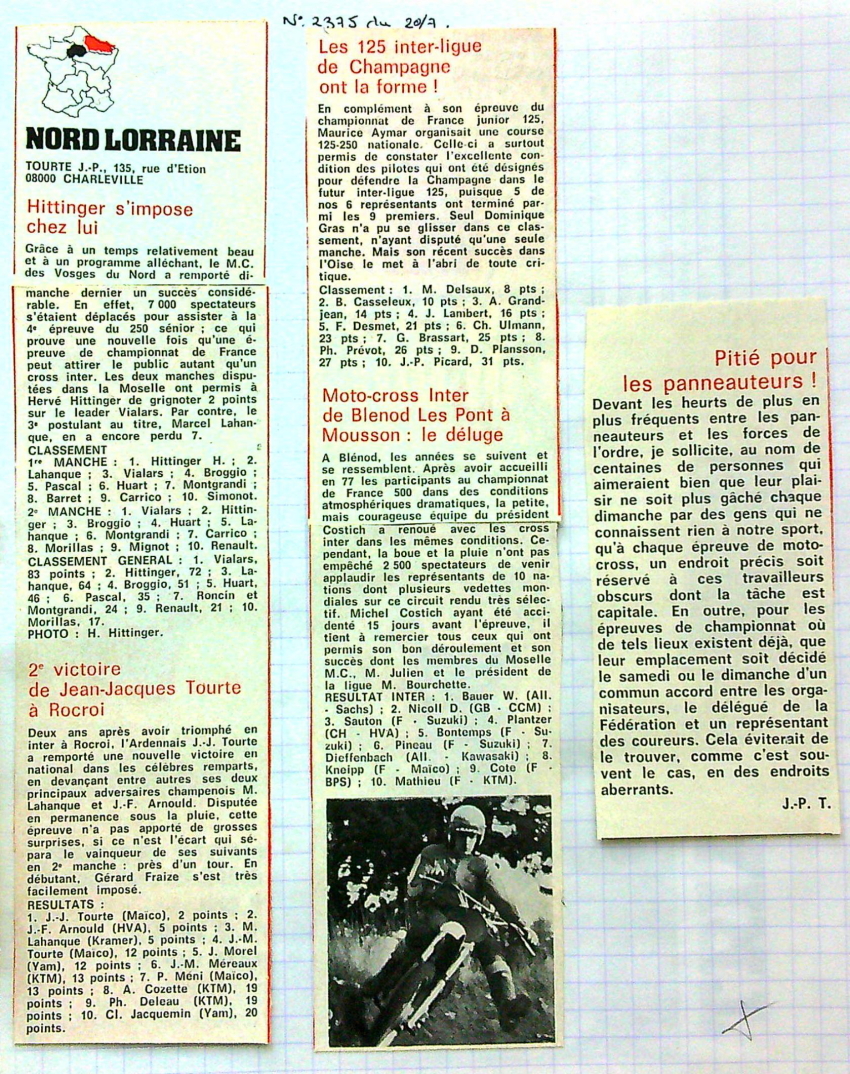 N° 2375 du 20/7.
NORD LORRAINE
TOURTE J.-P., 135, rue d'Etion
08000 CHARLEVILLE
Hittinger s'impose
chez lui
Grâce à un temps relativement beau
et à un programme alléchant, le M.C.
des Vosges du Nord a remporté di-
manche dernier un succès considé-
rable. En effet, 7 000 spectateurs
s'étaient déplacés pour assister à la
4e épreuve du 250 sénior ; ce qui
prouve une nouvelle fois qu'une é-
preuve de championnat de France
peut attirer le public autant qu'un
cross inter. Les deux manches dispu-
tées dans la Moselle ont permis à
Hervé Hittinger de grignoter 2 points
sur le leader Vialars. Par contre, le
3e postulant au titre, Marcel Lahan-
que, en a encore perdu 7.
CLASSEMENT
1re MANCHE : 1. Hittinger H. ; 2.
Lahanque ; 3. Vialars ; 4. Broggio ;
5. Pascal ; 6. Huart ; 7. Montgrandi ;
8. Barret ; 9. Carrico ; 10. Simonot.
2e MANCHE : 1. Vialars ; 2. Hittin-
ger ; 3. Broggio ; 4. Huart ; 5. La-
hanque ; 6. Montgrandi ; 7. Carrico ;
8. Morillas ; 9. Mignot ; 10. Renault.
CLASSEMENT GENERAL : 1. Vialars,
83 points ; 2. Hittinger, 72 ; 3. La-
hanque, 64 ; 4. Broggio, 51 ; 5. Huart,
46 ; 6. Pascal, 35 ; 7. Roncin et
Montgrandi, 24 ; 9. Renault, 21 ; 10.
Morillas, 17.
PHOTO : H. Hittinger.
2e victoire
de Jean-Jacques Tourte
à Rocroi
Deux ans après avoir triomphé en
inter à Rocroi, l'Ardennais J.-J. Tourte
a remporté une nouvelle victoire en
national dans les célèbres remparts,
en devançant entre autres ses deux
principaux adversaires champenois M.
Lahanque et J.-F. Arnould. Disputée
en permanence sous la pluie, cette
épreuve n'a pas apporté de grosses
surprises, si ce n'est l'écart qui sé-
para le vainqueur de ses suivants
en 2e manche : près d'un tour. En
débutant, Gérard Fraize s'est très
facilement imposé.
RESULTATS :
1. J.-J. Tourte (Maïco), 2 points ; 2.
J.-F. Arnould (HVA), 5 points ; 3. M.
Lahanque (Kramer), 5 points ; 4. J.-M.
Tourte (Maïco), 12 points ; 5. J. Morel
(Yam), 12 points ; 6. J.-M. Méreaux
(KTM), 13 points ; 7. P. Méni (Maïco),
13 points ; 8. A. Cozette (KTM), 19
points ; 9. Ph. Deleau (KTM), 19
points ; 10. Cl. Jacquemin (Yam), 20
points.
Les 125 inter-ligue
de Champagne
ont la forme !
En complément à son épreuve du
championnat de France junior 125,
Maurice Aymar organisait une course
125-250 nationale. Celle-ci a surtout
permis de constater l'excellente con-
dition des pilotes qui ont été désignés
pour défendre la Champagne dans le
futur inter-ligue 125, puisque 5 de
nos 6 représentants ont terminé par-
mi les 9 premiers. Seul Dominique
Gras n'a pu se glisser dans ce clas-
sement, n'ayant disputé qu'une seule
manche. Mais son récent succès dans
l'Oise le met à l'abri de toute cri-
tique.
Classement : 1. M. Delsaux, 8 pts ;
2. B. Casseleux, 10 pts ; 3. A. Grand-
jean, 14 pts ; 4. J. Lambert, 16 pts ;
5. F. Desmet, 21 pts ; 6. Ch. Ulmann,
23 pts ; 7. G. Brassart, 25 pts ; 8.
Ph. Prévot, 26 pts ; 9. D. Plansson,
27 pts ; 10. J.-P. Picard, 31 pts.
Moto-cross Inter
de Blenod Les Pont à
Mousson : le déluge
A Blénod, les années se suivent et
se ressemblent. Après avoir accueilli
en 77 les participants au championnat
de France 500 dans des conditions
atmosphériques dramatiques, la petite,
mais courageuse équipe du président
Costich a renoué avec les cross
inter dans les mêmes conditions. Ce-
pendant, la boue et la pluie n'ont pas
empêché 2 500 spectateurs de venir
applaudir les représentants de 10 na-
tions dont plusieurs vedettes mon-
diales sur ce circuit rendu très sélec-
tif. Michel Costich ayant été acci-
denté 15 jours avant l'épreuve, il
tient à remercier tous ceux qui ont
permis son bon déroulement et son
succès dont les membres du Moselle
M.C., M. Julien et le président de
la ligue M. Bourchette.
RESULTAT INTER : 1. Bauer W. (All.
- Sachs) ; 2. Nicoll D. (GB - CCM) ;
3. Sauton (F - Suzuki) ; 4. Plantzer
(CH - HVA) ; 5. Bontemps (F - Su-
zuki) ; 6. Pineau (F - Suzuki) ; 7.
Dieffenbach (All. - Kawasaki) ; 8.
Kneipp (F - Maïco) ; 9. Cote (F -
BPS) ; 10. Mathieu (F - KTM).
Pitié pour
les panneauteurs !
Devant les heurts de plus en
plus fréquents entre les pan-
neauteurs et les forces de
l'ordre, je sollicite, au nom de
centaines de personnes qui
aimeraient bien que leur plai-
sir ne soit plus gâché chaque
dimanche par des gens qui ne
connaissent rien à notre sport,
qu'à chaque épreuve de moto-
cross, un endroit précis soit
réservé à ces travailleurs
obscurs dont la tâche est
capitale. En outre, pour les
épreuves de championnat où
de tels lieux existent déjà, que
leur emplacement soit décidé
le samedi ou le dimanche d'un
commun accord entre les orga-
nisateurs, le délégué de la
Fédération et un représentant
des coureurs. Cela éviterait de
le trouver, comme c'est sou-
vent le cas, en des endroits
aberrants.
J.-P. T.